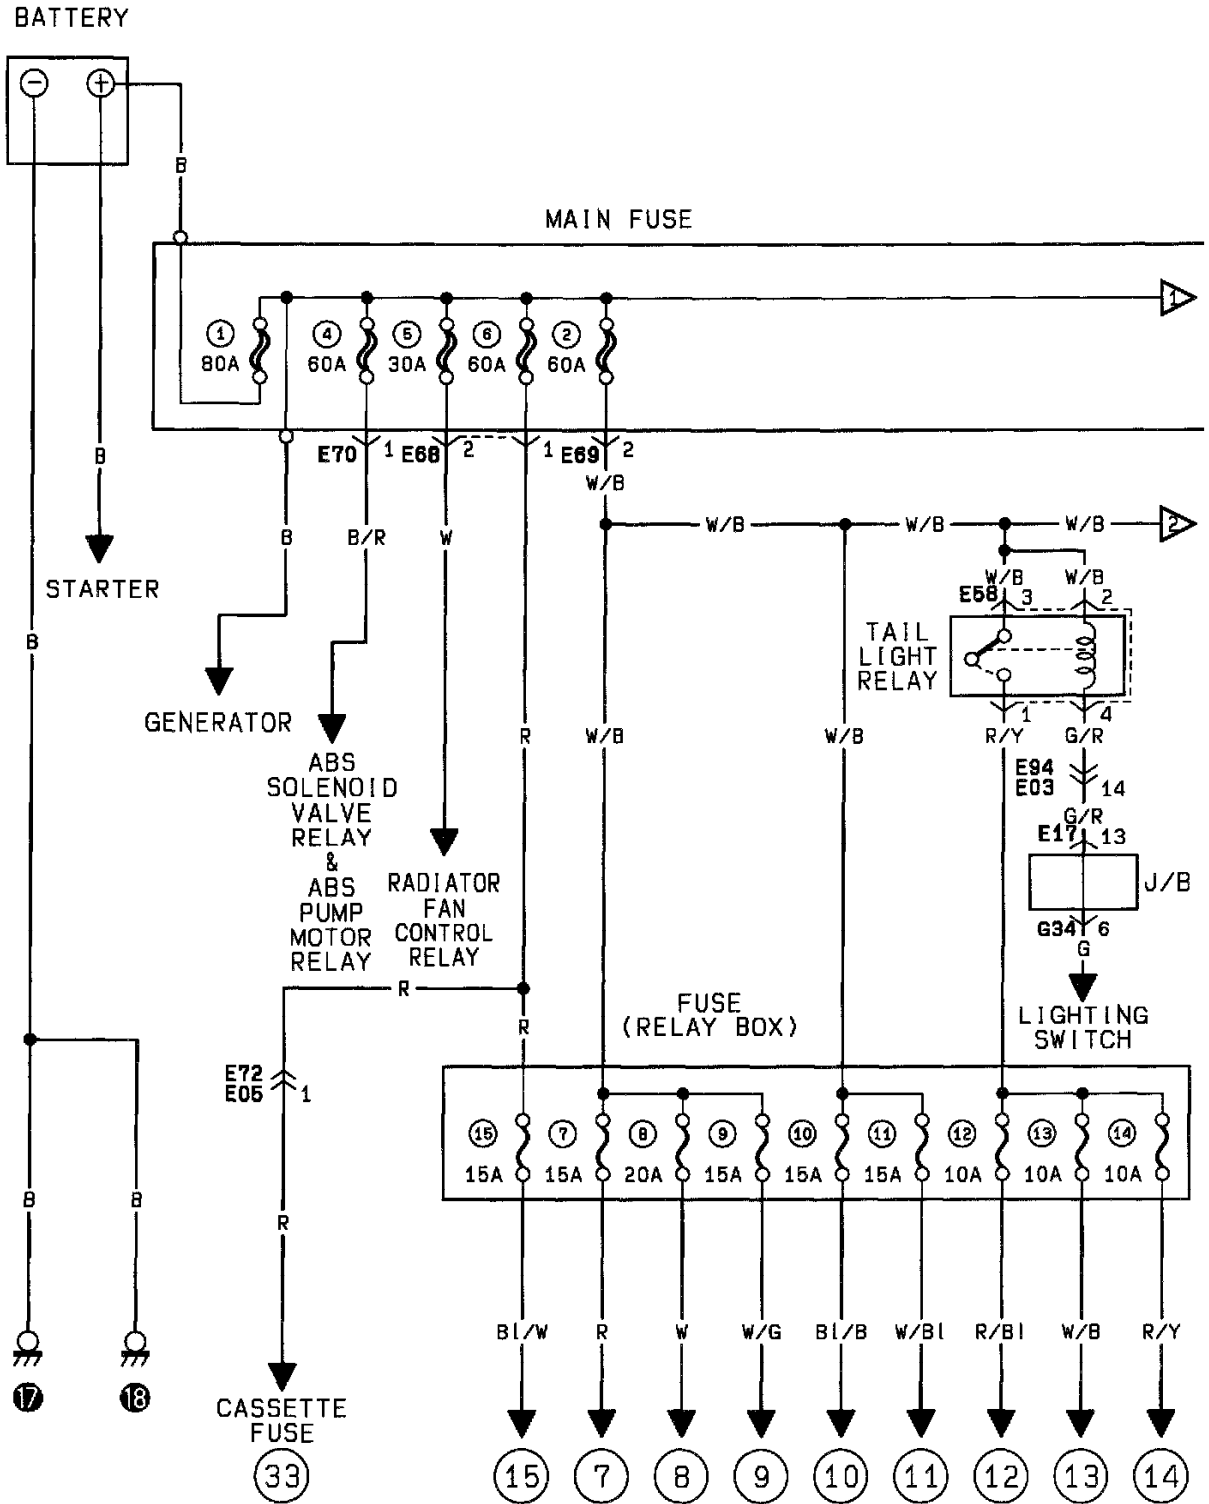 BATTERY
− +
B
MAIN FUSE
1
① ④ ⑤ ⑥ ②
80A 60A 30A 60A 60A
E70 1 E68 2 1 E69 2
W/B
B
W/B W/B W/B 2
B B/R W
W/B W/B
E58 3 2
STARTER
B
TAIL
LIGHT
RELAY
1 4
GENERATOR
R W/B W/B R/Y G/R
ABS
SOLENOID
VALVE
RELAY
&
ABS
PUMP
MOTOR
RELAY
E94
E03 14
G/R
E17 13
J/B
RADIATOR
FAN
CONTROL
RELAY
G34 6
G
R
LIGHTING
SWITCH
FUSE
(RELAY BOX)
R
E72
E05 1
⑮ ⑦ ⑧ ⑨ ⑩ ⑪ ⑫ ⑬ ⑭
15A 15A 20A 15A 15A 15A 10A 10A 10A
B B
R
Bl/W R W W/G Bl/B W/Bl R/Bl W/B R/Y
17 18
CASSETTE
FUSE
33 15 7 8 9 10 11 12 13 14